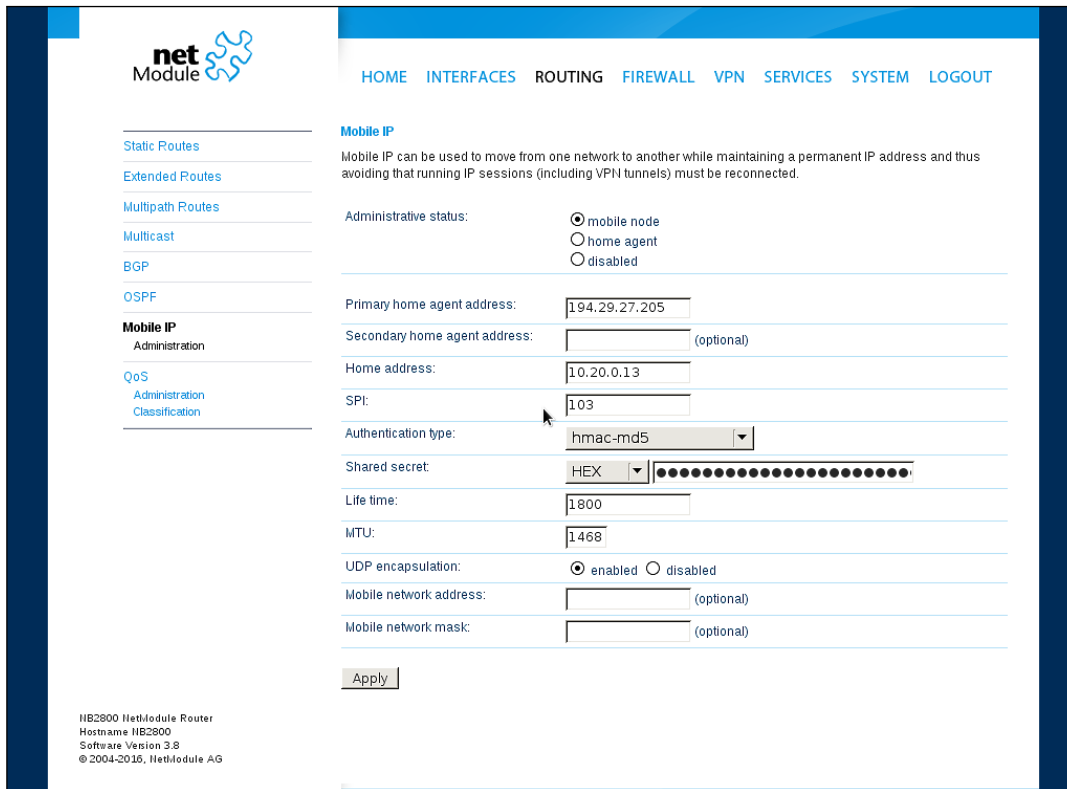 net
Module
HOME INTERFACES ROUTING FIREWALL VPN SERVICES SYSTEM LOGOUT
Static Routes
Extended Routes
Multipath Routes
Multicast
BGP
OSPF
Mobile IP
Administration
QoS
Administration
Classification
Mobile IP
Mobile IP can be used to move from one network to another while maintaining a permanent IP address and thus
avoiding that running IP sessions (including VPN tunnels) must be reconnected.
Administrative status:
mobile node
home agent
disabled
Primary home agent address: 194.29.27.205
Secondary home agent address: (optional)
Home address: 10.20.0.13
SPI: 103
Authentication type: hmac-md5
Shared secret: HEX
Life time: 1800
MTU: 1468
UDP encapsulation: enabled disabled
Mobile network address: (optional)
Mobile network mask: (optional)
Apply
NB2800 NetModule Router
Hostname NB2800
Software Version 3.8
© 2004-2016, NetModule AG